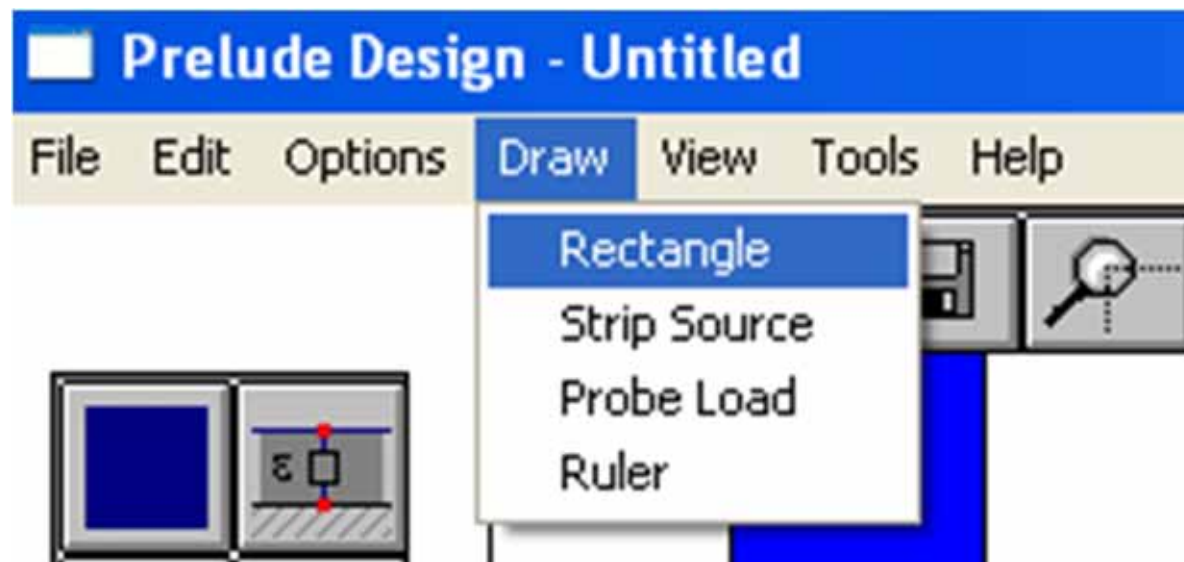 Prelude Design - Untitled
File Edit Options Draw View Tools Help
Rectangle
Strip Source
Probe Load
Ruler
ε